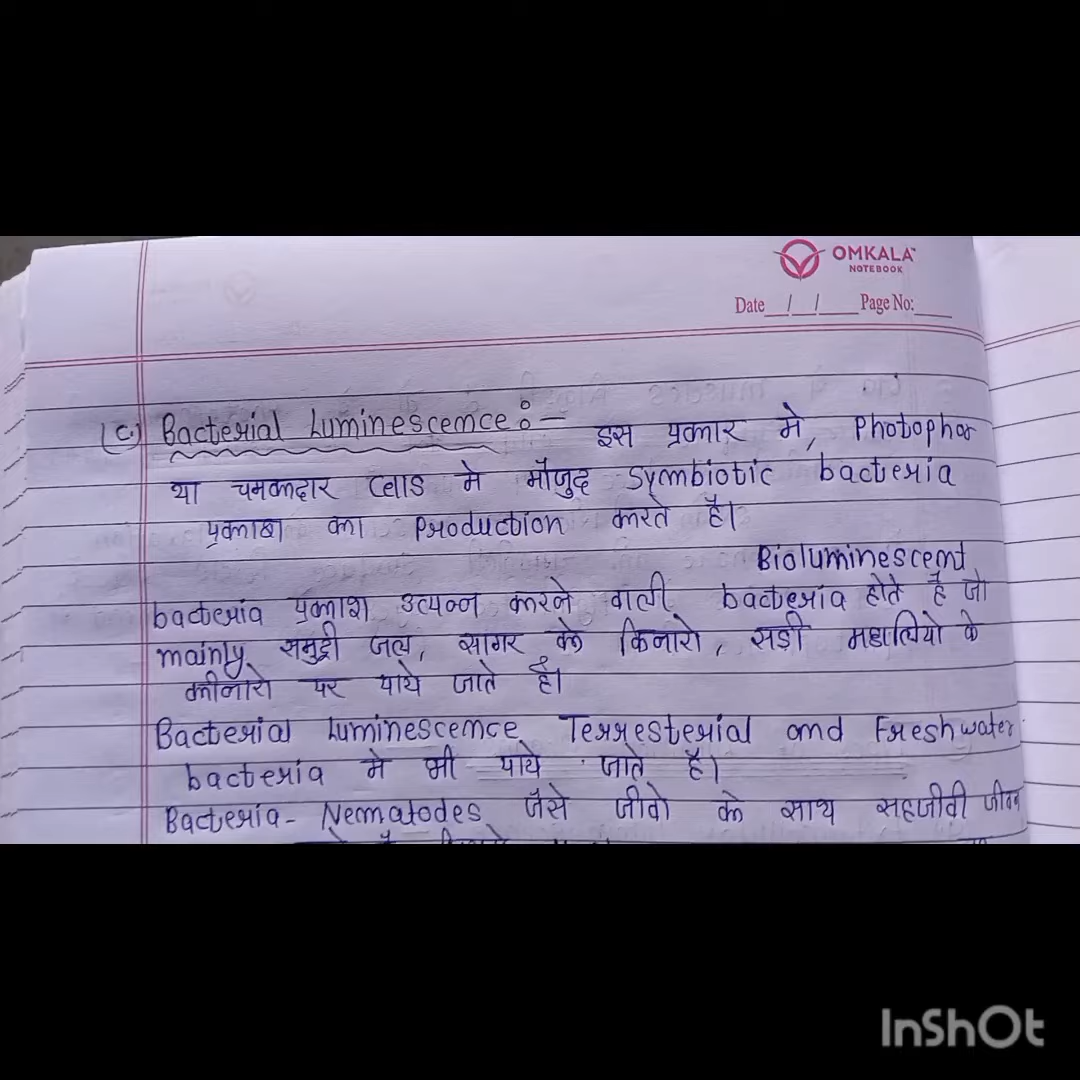 OMKALA
NOTEBOOK
Date / / Page No:
(C) Bacterial Luminescence :- इस प्रकार मे, Photophor
या चमकदार Cells मे मौजुद Symbiotic bacteria
प्रकाश का Production करते है।
Bioluminescent
bacteria प्रकाश उत्पन्न करने वाली bacteria होते है जो
mainly समुद्री जल, सागर के किनारो, सड़ी मछलियो के
कीनारो पर पाये जाते है।
Bacterial Luminescence Terresterial and Freshwater
bacteria मे भी पाये जाते है।
Bacteria - Nematodes जैसे जीवो के साथ सहजीवी जीवन
InShOt